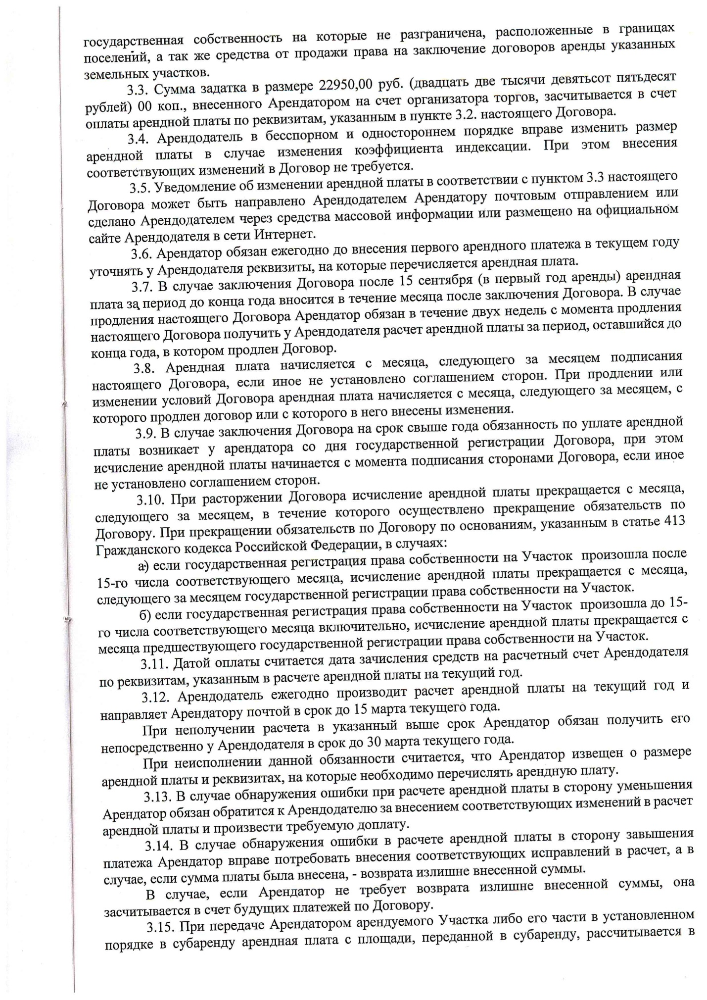 государственная собственность на которые не разграничена, расположенные в границах
поселений, а так же средства от продажи права на заключение договоров аренды указанных
земельных участков.
3.3. Сумма задатка в размере 22950,00 руб. (двадцать две тысячи девятьсот пятьдесят
рублей) 00 коп., внесенного Арендатором на счет организатора торгов, засчитывается в счет
оплаты арендной платы по реквизитам, указанным в пункте 3.2. настоящего Договора.
3.4. Арендодатель в бесспорном и одностороннем порядке вправе изменить размер
арендной платы в случае изменения коэффициента индексации. При этом внесения
соответствующих изменений в Договор не требуется.
3.5. Уведомление об изменении арендной платы в соответствии с пунктом 3.3 настоящего
Договора может быть направлено Арендодателем Арендатору почтовым отправлением или
сделано Арендодателем через средства массовой информации или размещено на официальном
сайте Арендодателя в сети Интернет.
3.6. Арендатор обязан ежегодно до внесения первого арендного платежа в текущем году
уточнять у Арендодателя реквизиты, на которые перечисляется арендная плата.
3.7. В случае заключения Договора после 15 сентября (в первый год аренды) арендная
плата за период до конца года вносится в течение месяца после заключения Договора. В случае
продления настоящего Договора Арендатор обязан в течение двух недель с момента продления
настоящего Договора получить у Арендодателя расчет арендной платы за период, оставшийся до
конца года, в котором продлен Договор.
3.8. Арендная плата начисляется с месяца, следующего за месяцем подписания
настоящего Договора, если иное не установлено соглашением сторон. При продлении или
изменении условий Договора арендная плата начисляется с месяца, следующего за месяцем, с
которого продлен договор или с которого в него внесены изменения.
3.9. В случае заключения Договора на срок свыше года обязанность по уплате арендной
платы возникает у арендатора со дня государственной регистрации Договора, при этом
исчисление арендной платы начинается с момента подписания сторонами Договора, если иное
не установлено соглашением сторон.
3.10. При расторжении Договора исчисление арендной платы прекращается с месяца,
следующего за месяцем, в течение которого осуществлено прекращение обязательств по
Договору. При прекращении обязательств по Договору по основаниям, указанным в статье 413
Гражданского кодекса Российской Федерации, в случаях:
а) если государственная регистрация права собственности на Участок произошла после
15-го числа соответствующего месяца, исчисление арендной платы прекращается с месяца,
следующего за месяцем государственной регистрации права собственности на Участок.
б) если государственная регистрация права собственности на Участок произошла до 15-
го числа соответствующего месяца включительно, исчисление арендной платы прекращается с
месяца предшествующего государственной регистрации права собственности на Участок.
3.11. Датой оплаты считается дата зачисления средств на расчетный счет Арендодателя
по реквизитам, указанным в расчете арендной платы на текущий год.
3.12. Арендодатель ежегодно производит расчет арендной платы на текущий год и
направляет Арендатору почтой в срок до 15 марта текущего года.
При неполучении расчета в указанный выше срок Арендатор обязан получить его
непосредственно у Арендодателя в срок до 30 марта текущего года.
При неисполнении данной обязанности считается, что Арендатор извещен о размере
арендной платы и реквизитах, на которые необходимо перечислять арендную плату.
3.13. В случае обнаружения ошибки при расчете арендной платы в сторону уменьшения
Арендатор обязан обратится к Арендодателю за внесением соответствующих изменений в расчет
арендной платы и произвести требуемую доплату.
3.14. В случае обнаружения ошибки в расчете арендной платы в сторону завышения
платежа Арендатор вправе потребовать внесения соответствующих исправлений в расчет, а в
случае, если сумма платы была внесена, - возврата излишне внесенной суммы.
В случае, если Арендатор не требует возврата излишне внесенной суммы, она
засчитывается в счет будущих платежей по Договору.
3.15. При передаче Арендатором арендуемого Участка либо его части в установленном
порядке в субаренду арендная плата с площади, переданной в субаренду, рассчитывается в